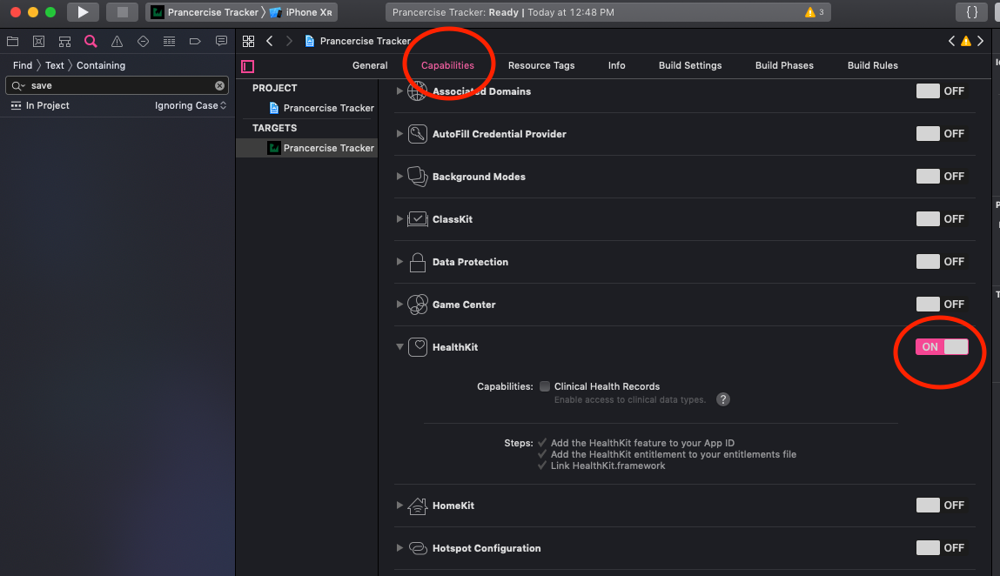 Prancercise Tracker 〉 iPhone XR
Prancercise Tracker: Ready | Today at 12:48 PM
3
{ }
Prancercise Tracker
Find 〉 Text 〉 Containing
save
In Project
Ignoring Case
General
Capabilities
Resource Tags
Info
Build Settings
Build Phases
Build Rules
PROJECT
Prancercise Tracker
TARGETS
Prancercise Tracker
Associated Domains
OFF
AutoFill Credential Provider
OFF
Background Modes
OFF
ClassKit
OFF
Data Protection
OFF
Game Center
OFF
HealthKit
ON
Capabilities: Clinical Health Records
Enable access to clinical data types. ?
Steps: ✓ Add the HealthKit feature to your App ID
✓ Add the HealthKit entitlement to your entitlements file
✓ Link HealthKit.framework
HomeKit
OFF
Hotspot Configuration
OFF